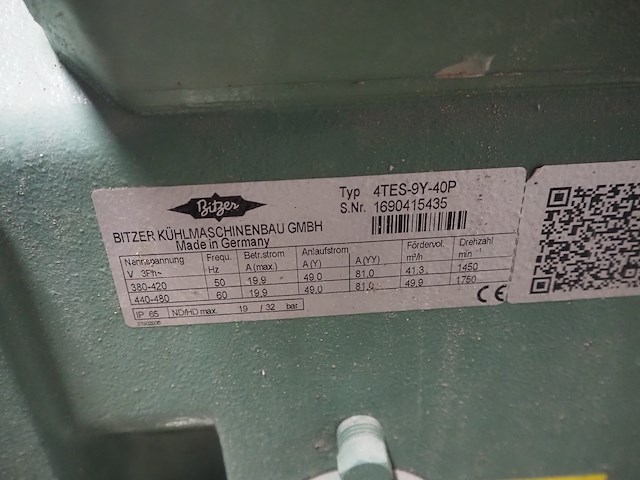 Bitzer
BITZER KÜHLMASCHINENBAU GMBH
Made in Germany
Typ 4TES-9Y-40P
S.Nr. 1690415435
Nennspannung Frequ. Betr.strom Anlaufstrom Fördervol. Drehzahl
V 3Ph~ Hz A (max.) A (Y) A (YY) m³/h min⁻¹
380-420 50 19.9 49.0 81.0 41.3 1450
440-480 60 19.9 49.0 81.0 49.9 1750
IP 65 ND/HD max. 19 / 32 bar
CE